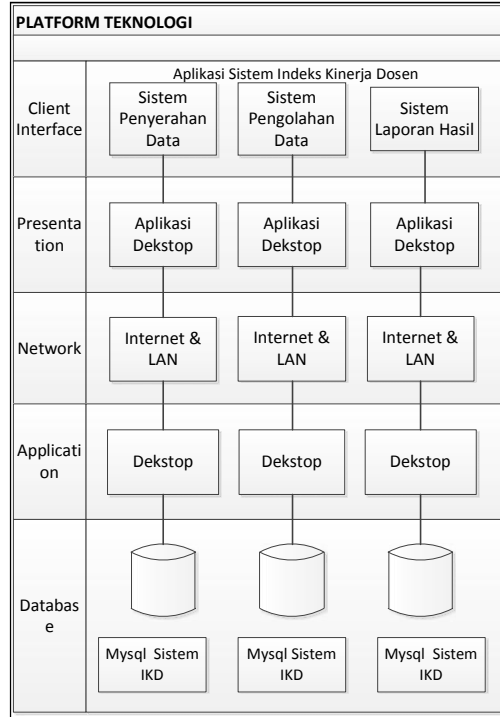 PLATFORM TEKNOLOGI
Aplikasi Sistem Indeks Kinerja Dosen
Client
Interface
Sistem
Penyerahan
Data
Sistem
Pengolahan
Data
Sistem
Laporan Hasil
Presenta
tion
Aplikasi
Dekstop
Aplikasi
Dekstop
Aplikasi
Dekstop
Network
Internet &
LAN
Internet &
LAN
Internet &
LAN
Applicati
on
Dekstop
Dekstop
Dekstop
Databas
e
Mysql Sistem
IKD
Mysql Sistem
IKD
Mysql Sistem
IKD